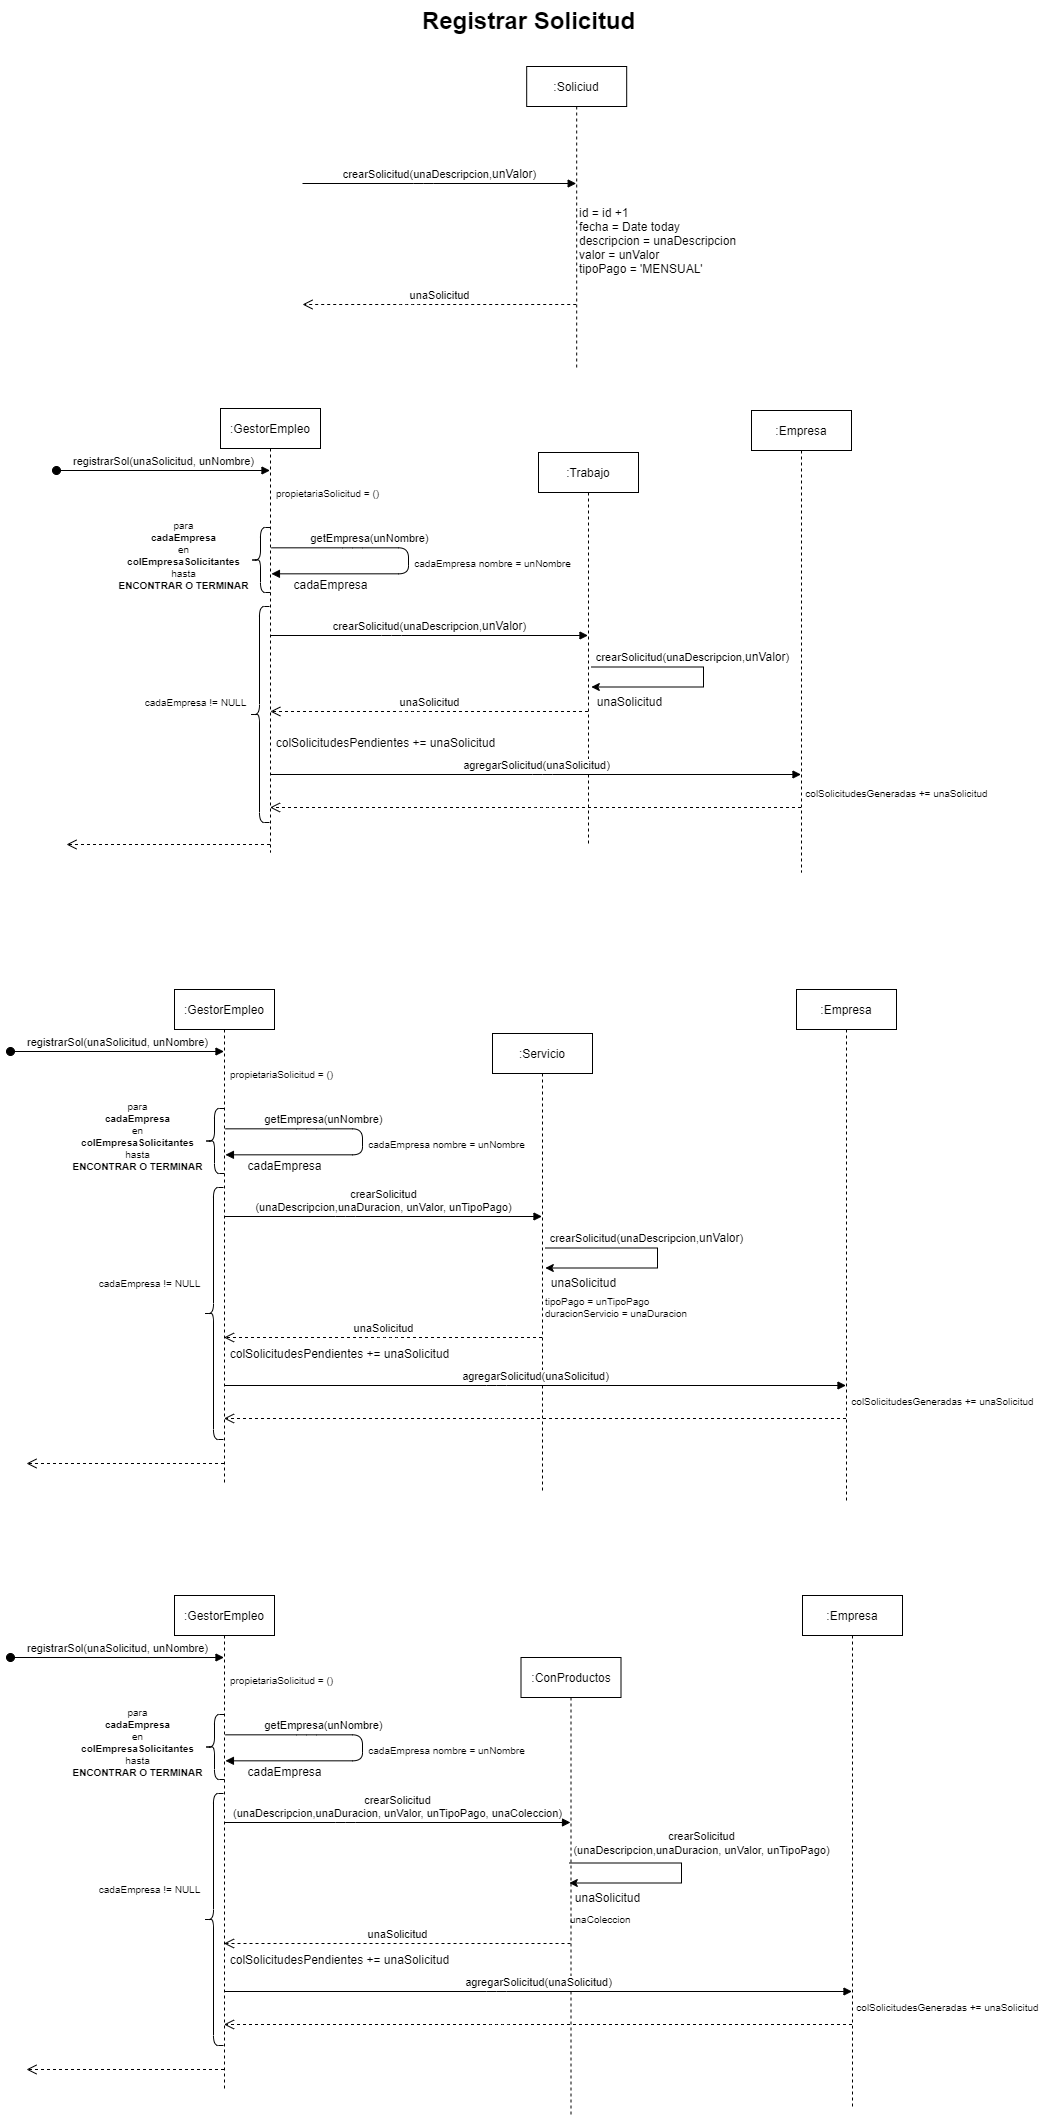 Registrar Solicitud
:Soliciud
crearSolicitud(unaDescripcion,unValor)
id = id +1
fecha = Date today
descripcion = unaDescripcion
valor = unValor
tipoPago = 'MENSUAL'
unaSolicitud
:GestorEmpleo
:Empresa
registrarSol(unaSolicitud, unNombre)
:Trabajo
propietariaSolicitud = ()
para
cadaEmpresa
en
colEmpresaSolicitantes
hasta
ENCONTRAR O TERMINAR
getEmpresa(unNombre)
cadaEmpresa nombre = unNombre
cadaEmpresa
crearSolicitud(unaDescripcion,unValor)
crearSolicitud(unaDescripcion,unValor)
unaSolicitud
cadaEmpresa != NULL
unaSolicitud
colSolicitudesPendientes += unaSolicitud
agregarSolicitud(unaSolicitud)
colSolicitudesGeneradas += unaSolicitud
:GestorEmpleo
:Empresa
registrarSol(unaSolicitud, unNombre)
:Servicio
propietariaSolicitud = ()
para
cadaEmpresa
en
colEmpresaSolicitantes
hasta
ENCONTRAR O TERMINAR
getEmpresa(unNombre)
cadaEmpresa nombre = unNombre
cadaEmpresa
crearSolicitud
(unaDescripcion,unaDuracion, unValor, unTipoPago)
crearSolicitud(unaDescripcion,unValor)
cadaEmpresa != NULL
unaSolicitud
tipoPago = unTipoPago
duracionServicio = unaDuracion
unaSolicitud
colSolicitudesPendientes += unaSolicitud
agregarSolicitud(unaSolicitud)
colSolicitudesGeneradas += unaSolicitud
:GestorEmpleo
:Empresa
registrarSol(unaSolicitud, unNombre)
:ConProductos
propietariaSolicitud = ()
para
cadaEmpresa
en
colEmpresaSolicitantes
hasta
ENCONTRAR O TERMINAR
getEmpresa(unNombre)
cadaEmpresa nombre = unNombre
cadaEmpresa
crearSolicitud
(unaDescripcion,unaDuracion, unValor, unTipoPago, unaColeccion)
crearSolicitud
(unaDescripcion,unaDuracion, unValor, unTipoPago)
cadaEmpresa != NULL
unaSolicitud
unaColeccion
unaSolicitud
colSolicitudesPendientes += unaSolicitud
agregarSolicitud(unaSolicitud)
colSolicitudesGeneradas += unaSolicitud